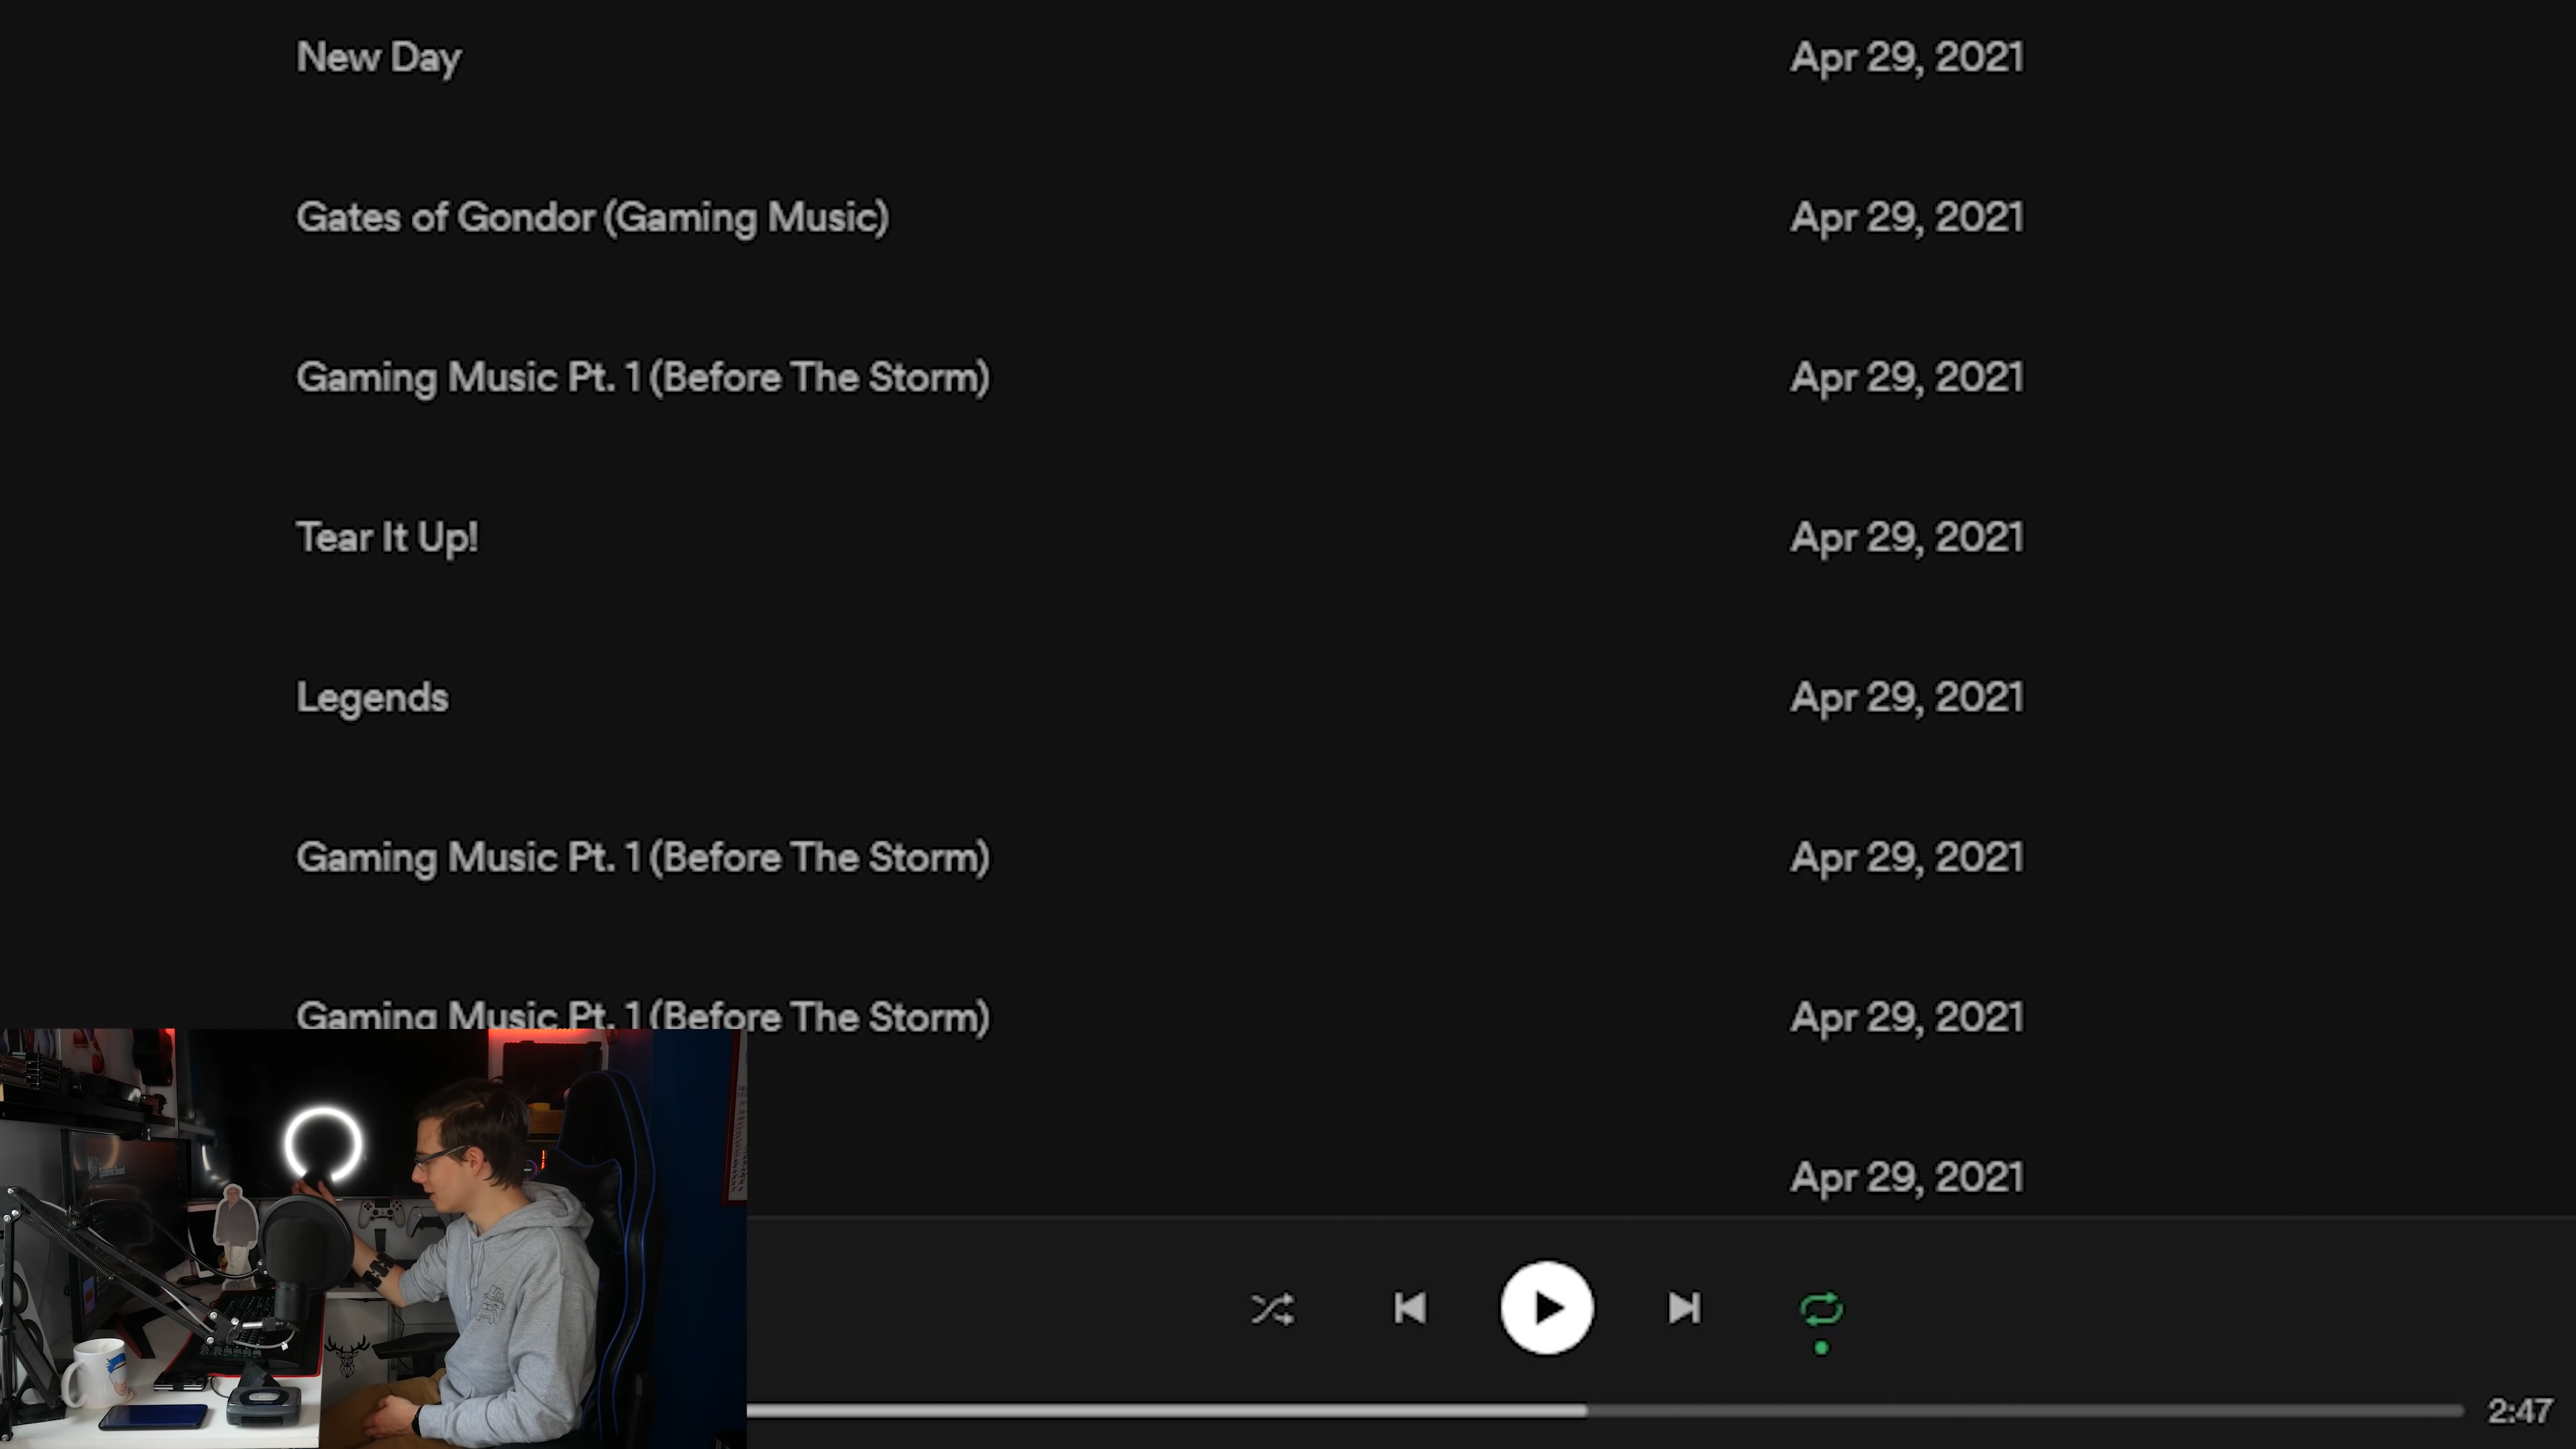 New Day Apr 29, 2021
Gates of Gondor (Gaming Music) Apr 29, 2021
Gaming Music Pt. 1 (Before The Storm) Apr 29, 2021
Tear It Up! Apr 29, 2021
Legends Apr 29, 2021
Gaming Music Pt. 1 (Before The Storm) Apr 29, 2021
Gaming Music Pt. 1 (Before The Storm) Apr 29, 2021
Apr 29, 2021
2:47